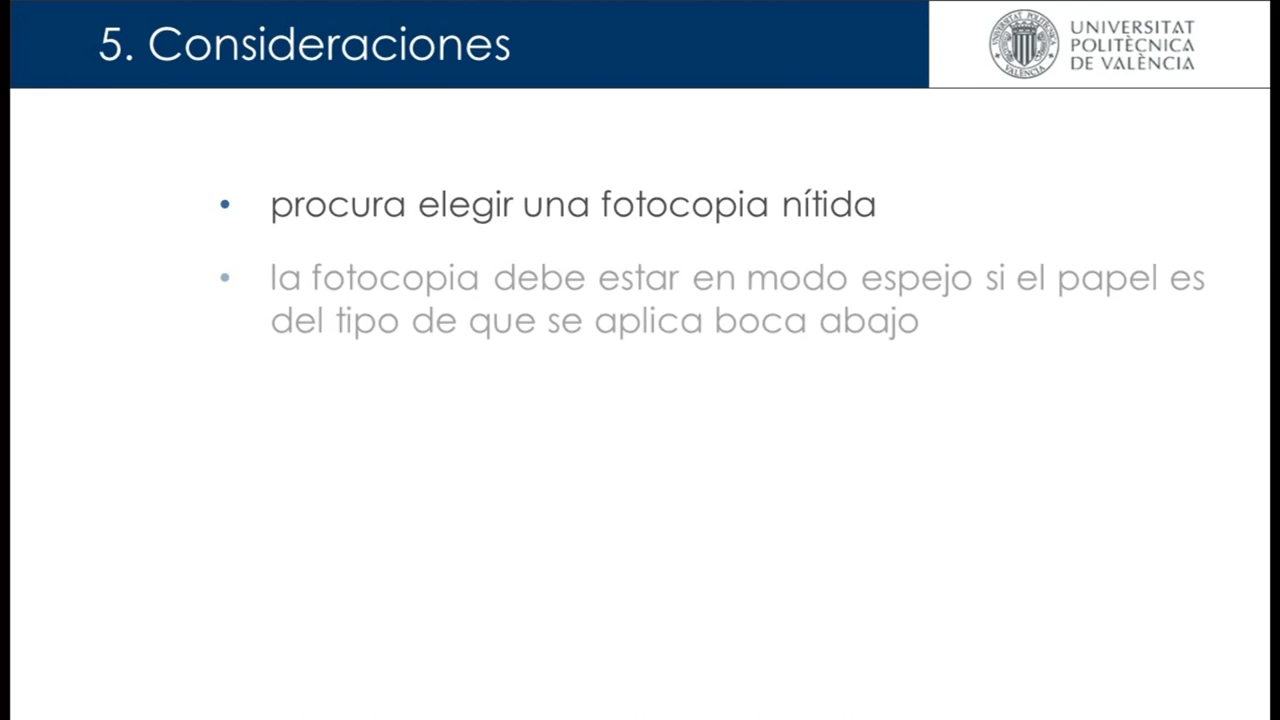 5. Consideraciones
UNIVERSITAT
POLITÈCNICA
DE VALÈNCIA
• procura elegir una fotocopia nítida
• la fotocopia debe estar en modo espejo si el papel es
del tipo de que se aplica boca abajo